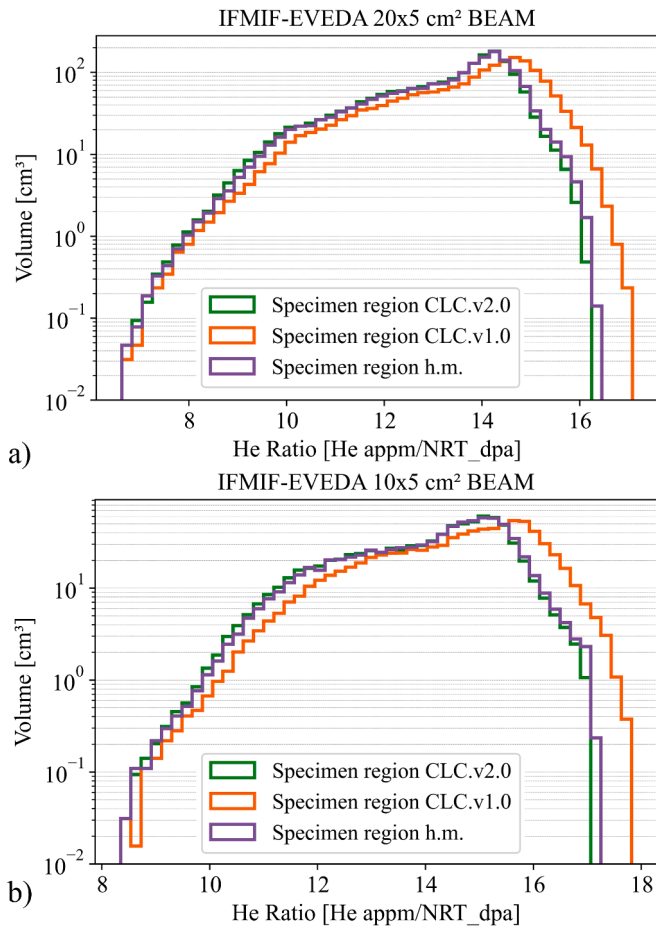 IFMIF-EVEDA 20x5 cm² BEAM
10²
10¹
10⁰
10⁻¹
10⁻²
Volume [cm³]
Specimen region CLC.v2.0
Specimen region CLC.v1.0
Specimen region h.m.
8 10 12 14 16
He Ratio [He appm/NRT_dpa]
a)
IFMIF-EVEDA 10x5 cm² BEAM
10¹
10⁰
10⁻¹
10⁻²
Volume [cm³]
Specimen region CLC.v2.0
Specimen region CLC.v1.0
Specimen region h.m.
8 10 12 14 16 18
He Ratio [He appm/NRT_dpa]
b)